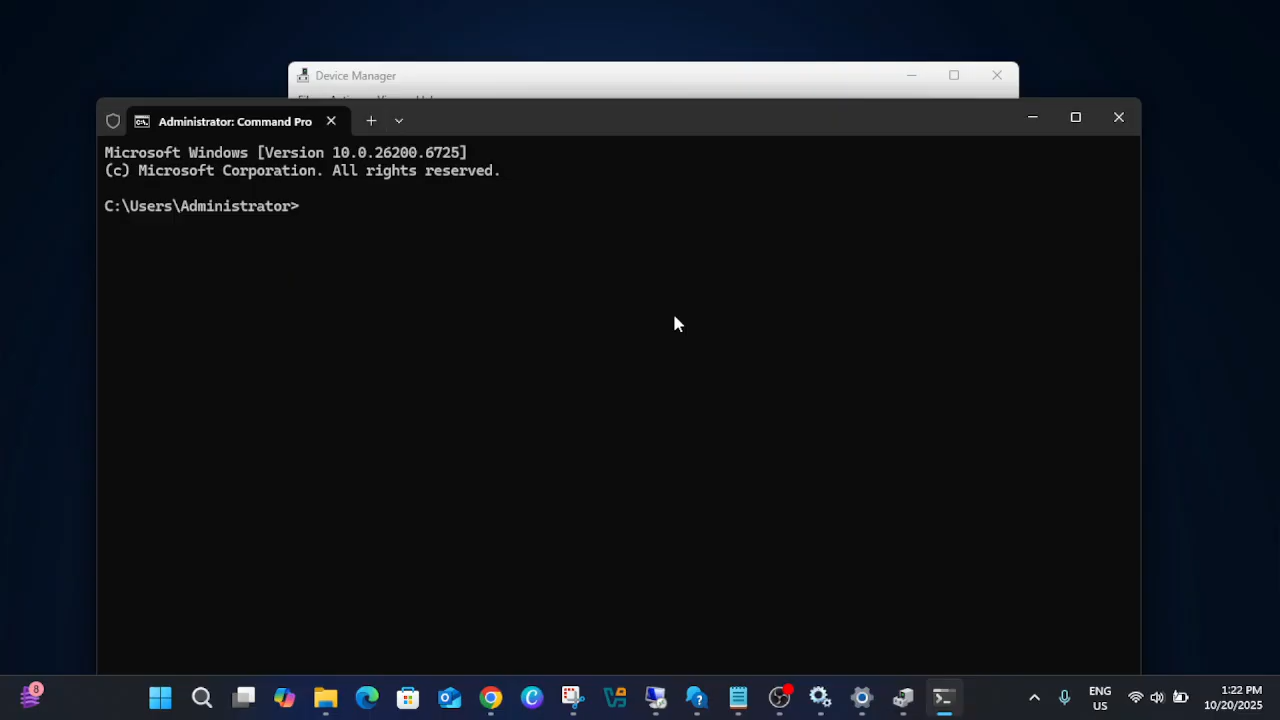 Device Manager
Administrator: Command Pro
Microsoft Windows [Version 10.0.26200.6725]
(c) Microsoft Corporation. All rights reserved.
C:\Users\Administrator>
8
ENG
US
1:22 PM
10/20/2025